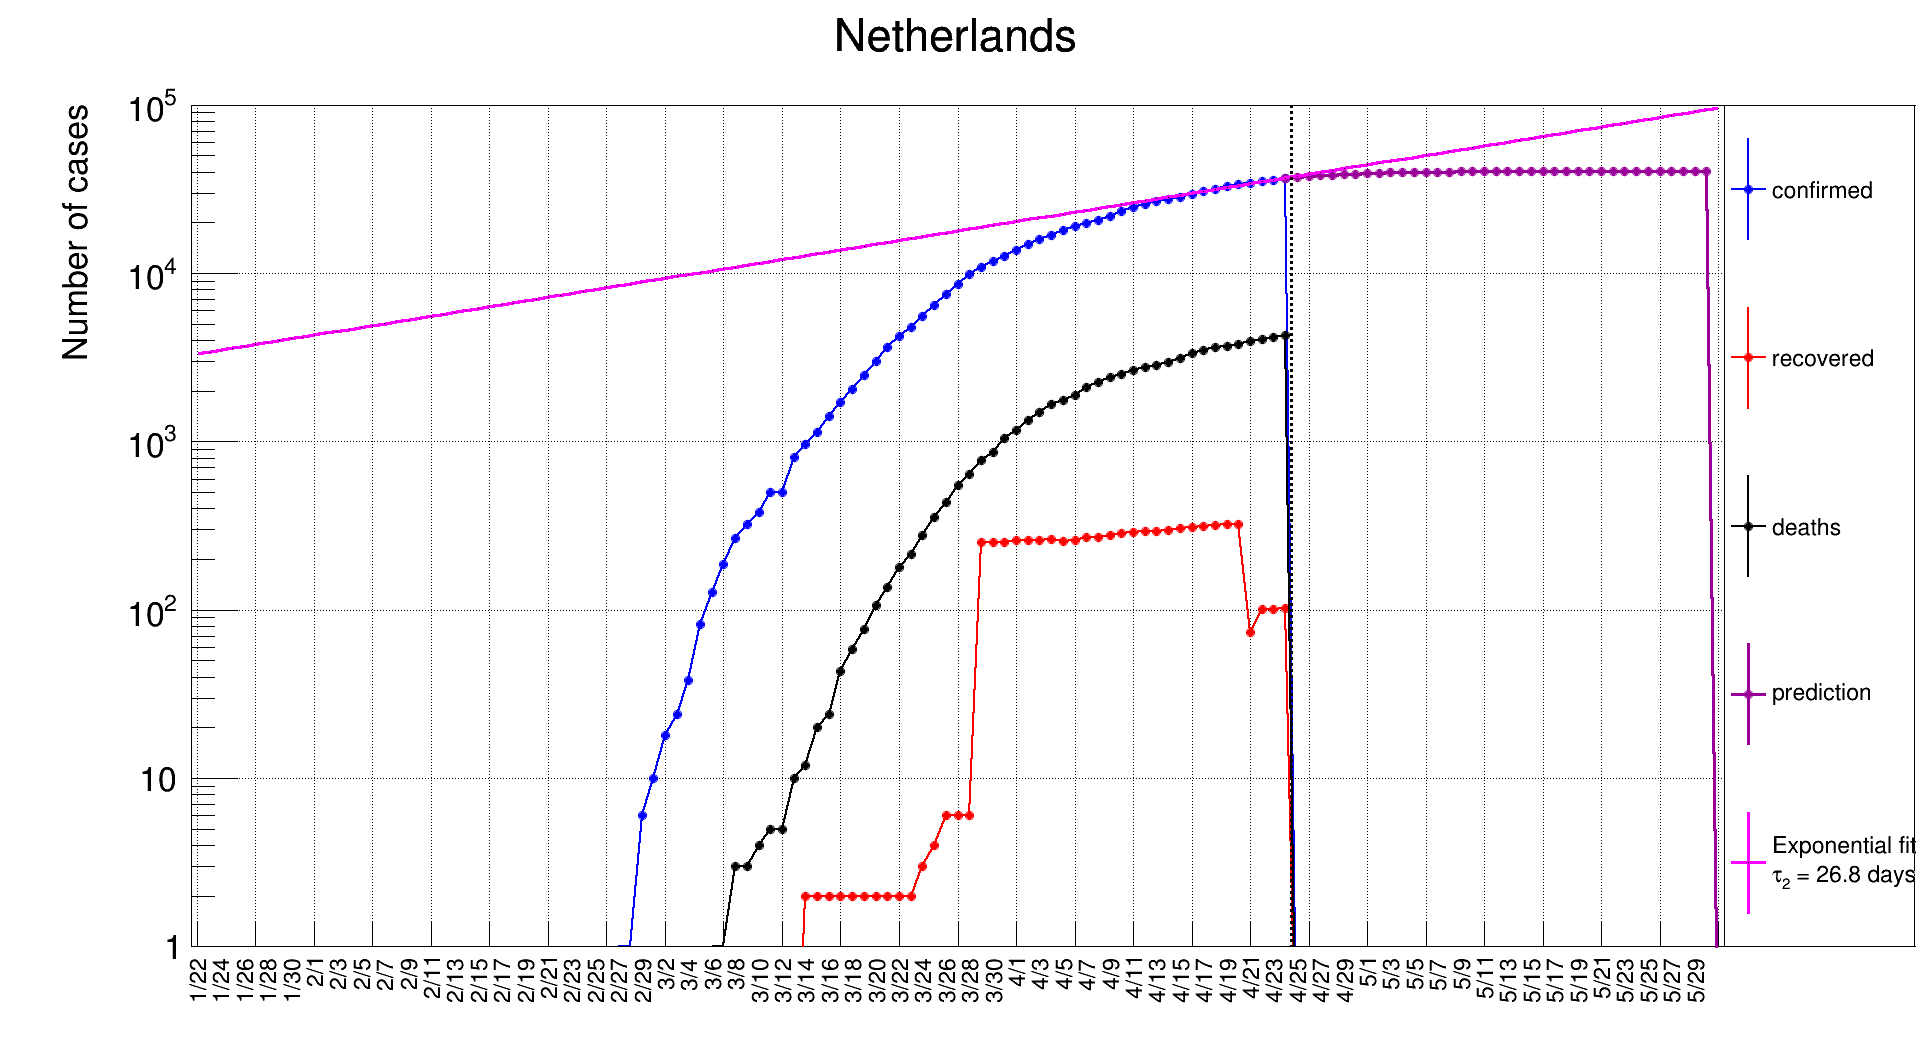 Netherlands
Number of cases
10^5
10^4
10^3
10^2
10
1
1/22 1/24 1/26 1/28 1/30 2/1 2/3 2/5 2/7 2/9 2/11 2/13 2/15 2/17 2/19 2/21 2/23 2/25 2/27 2/29 3/2 3/4 3/6 3/8 3/10 3/12 3/14 3/16 3/18 3/20 3/22 3/24 3/26 3/28 3/30 4/1 4/3 4/5 4/7 4/9 4/11 4/13 4/15 4/17 4/19 4/21 4/23 4/25 4/27 4/29 5/1 5/3 5/5 5/7 5/9 5/11 5/13 5/15 5/17 5/19 5/21 5/23 5/25 5/27 5/29
confirmed
recovered
deaths
prediction
Exponential fit
τ₂ = 26.8 days